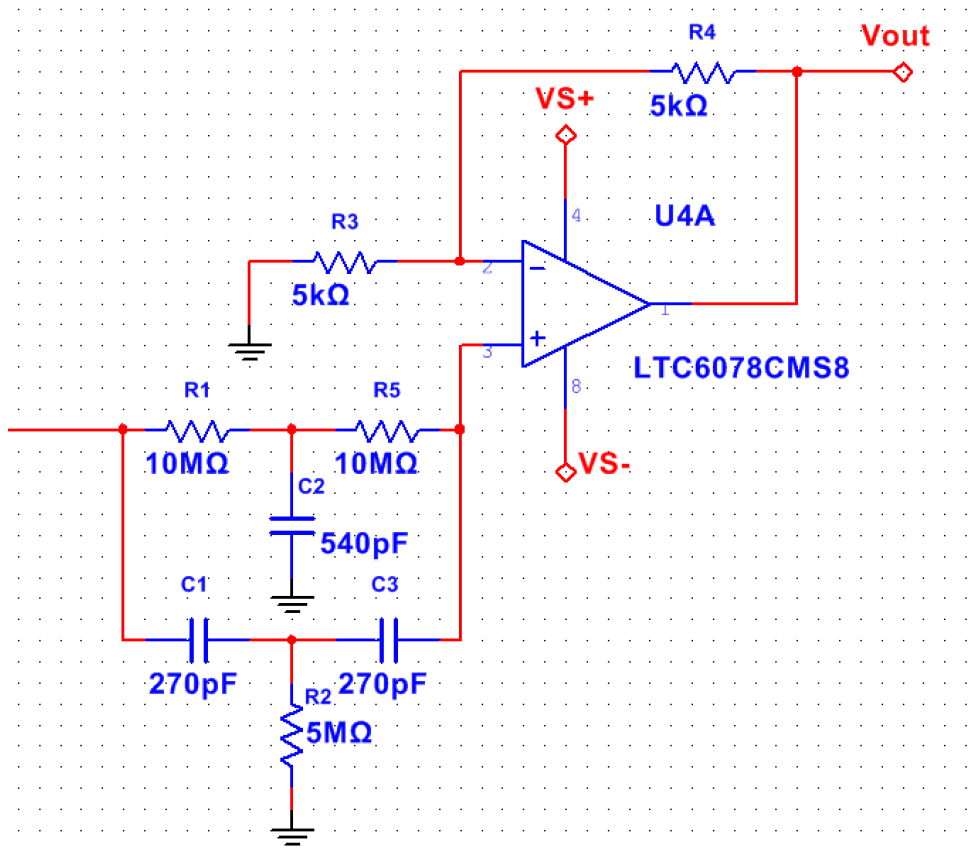 R4
Vout
5kΩ
VS+
4
U4A
R3
2
−
1
5kΩ
+
3
LTC6078CMS8
8
R1
R5
10MΩ
10MΩ
VS-
C2
540pF
C1
C3
270pF
270pF
R2
5MΩ